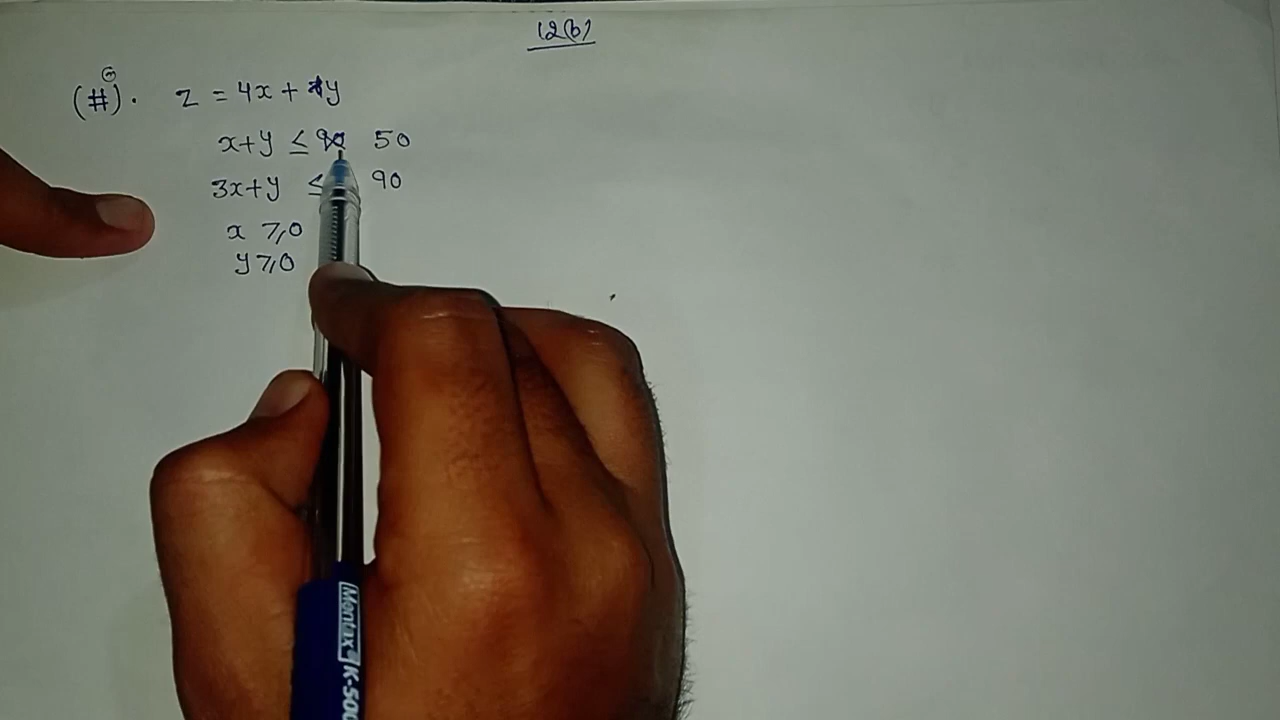 12(b)
(#). z = 4x + y
x+y ≤ 50
3x+y ≤ 90
x ≥ 0
y ≥ 0
Montex K-500